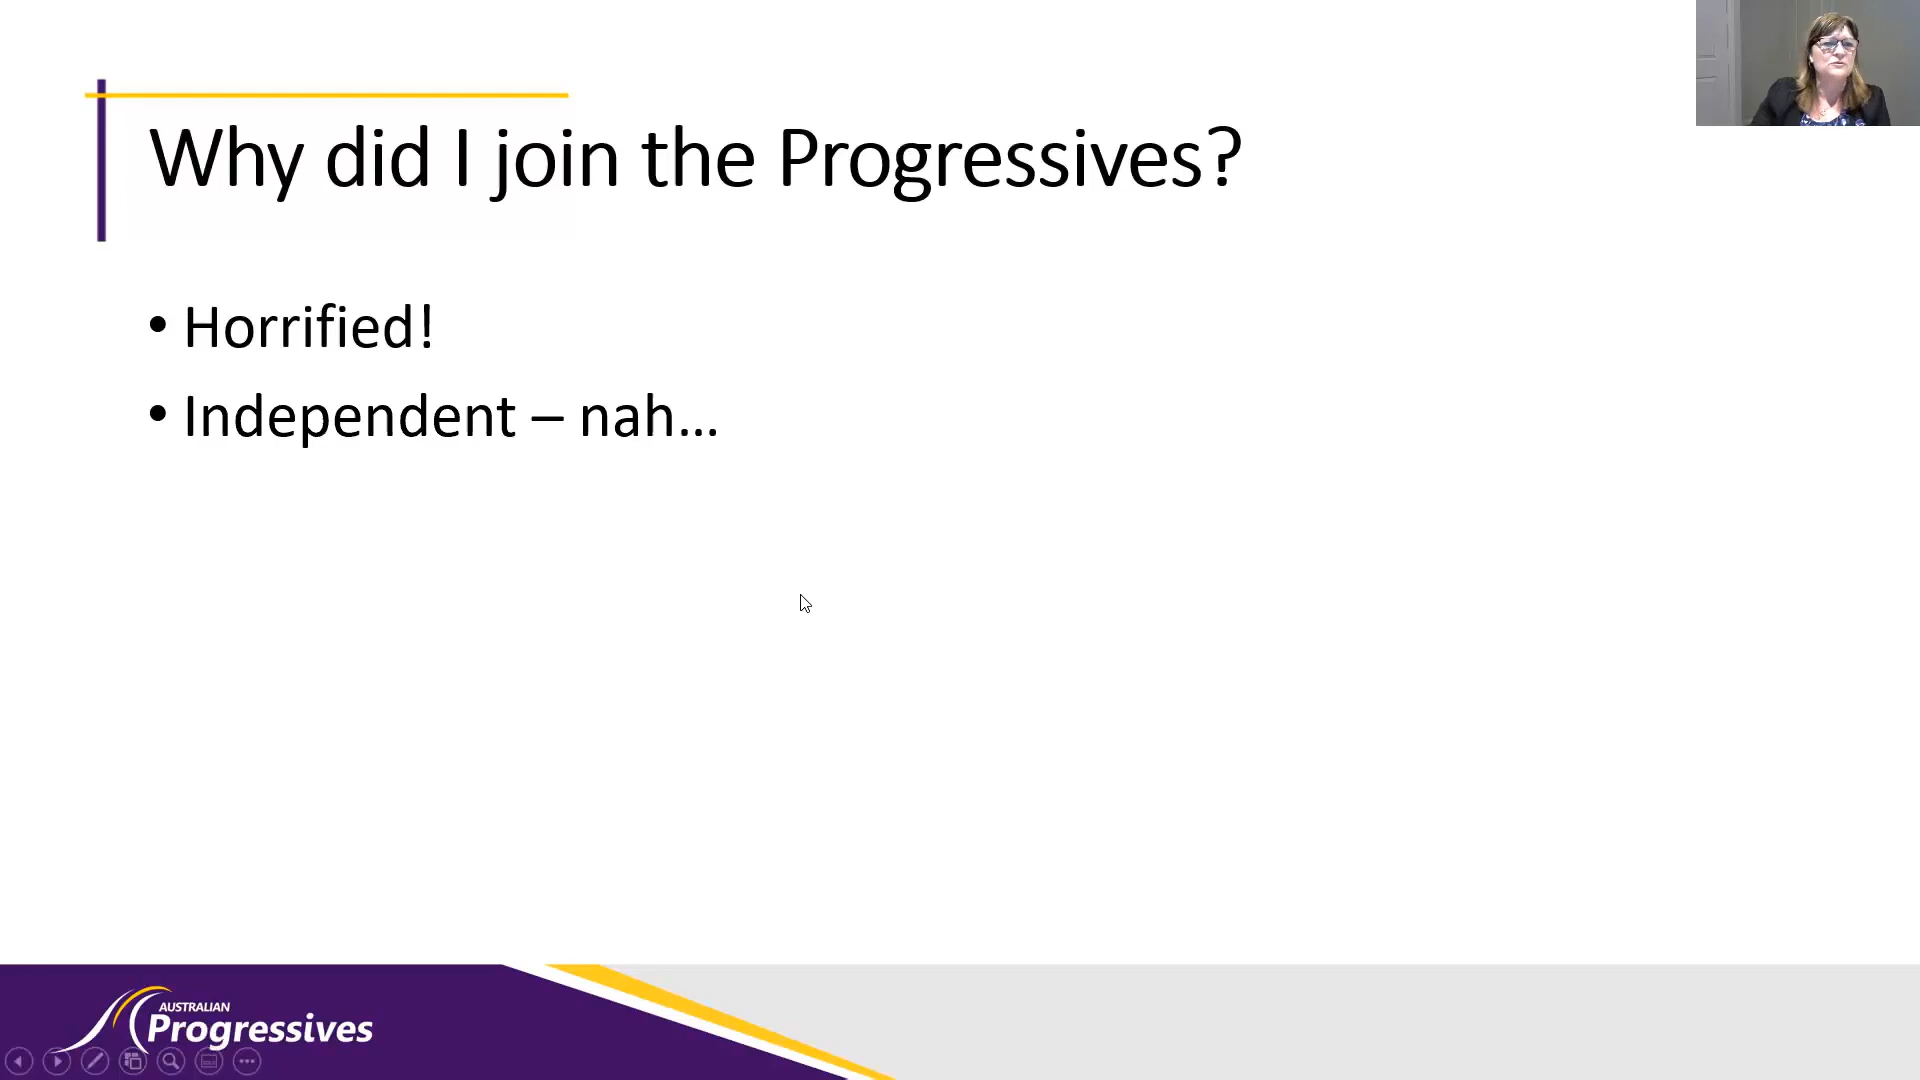 Why did I join the Progressives?
• Horrified!
• Independent – nah...
AUSTRALIAN
Progressives